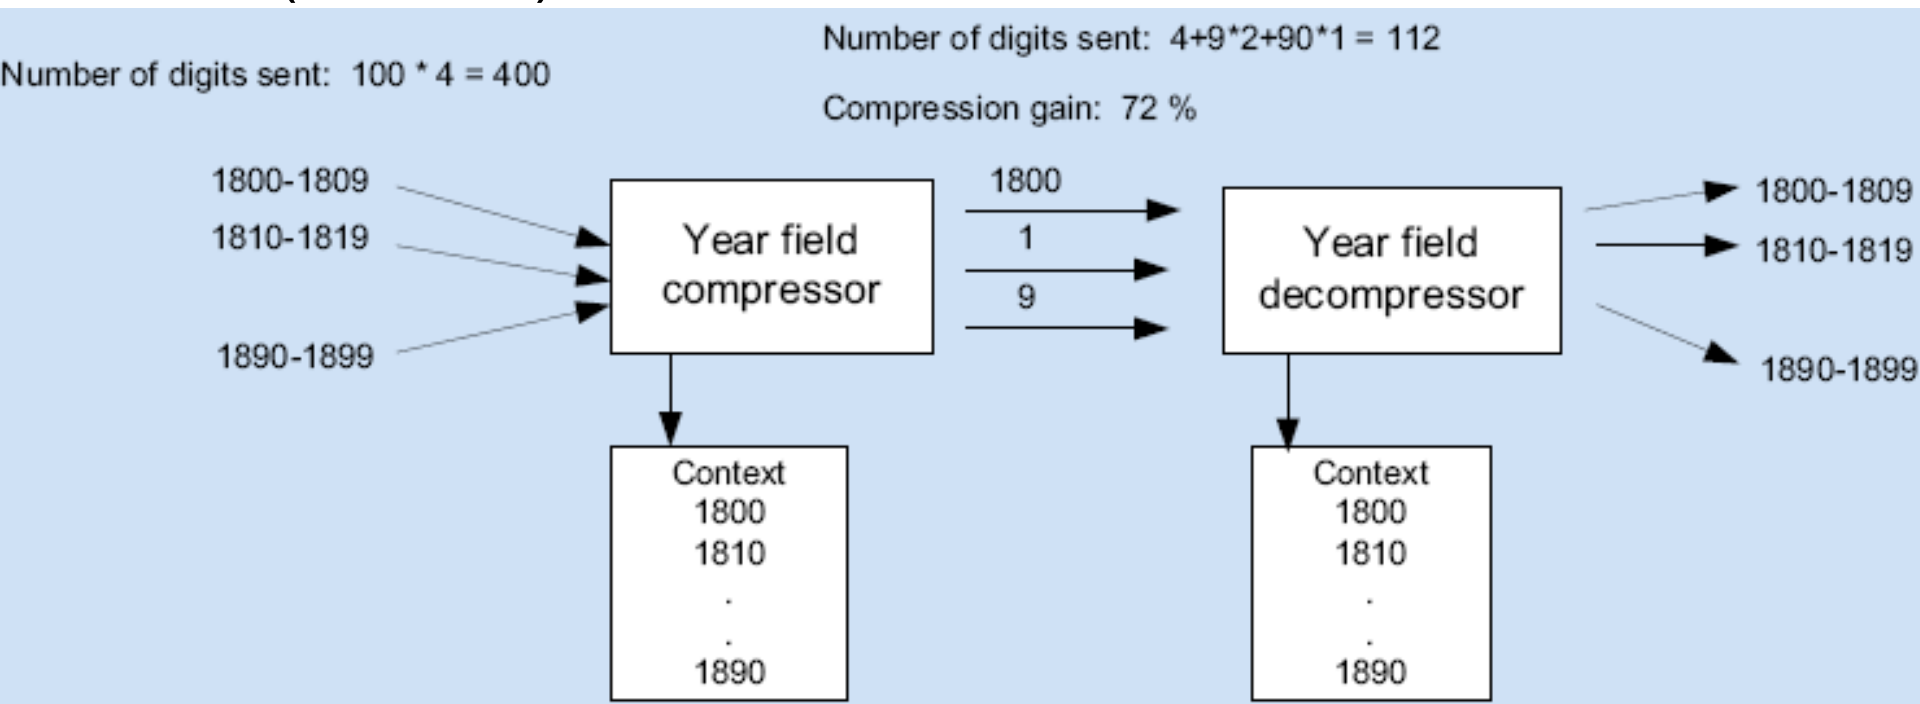 Number of digits sent: 4+9*2+90*1 = 112
Number of digits sent: 100 * 4 = 400
Compression gain: 72 %
1800-1809
1810-1819
1890-1899
Year field
compressor
1800
1
9
Year field
decompressor
1800-1809
1810-1819
1890-1899
Context
1800
1810
.
.
1890
Context
1800
1810
.
.
1890